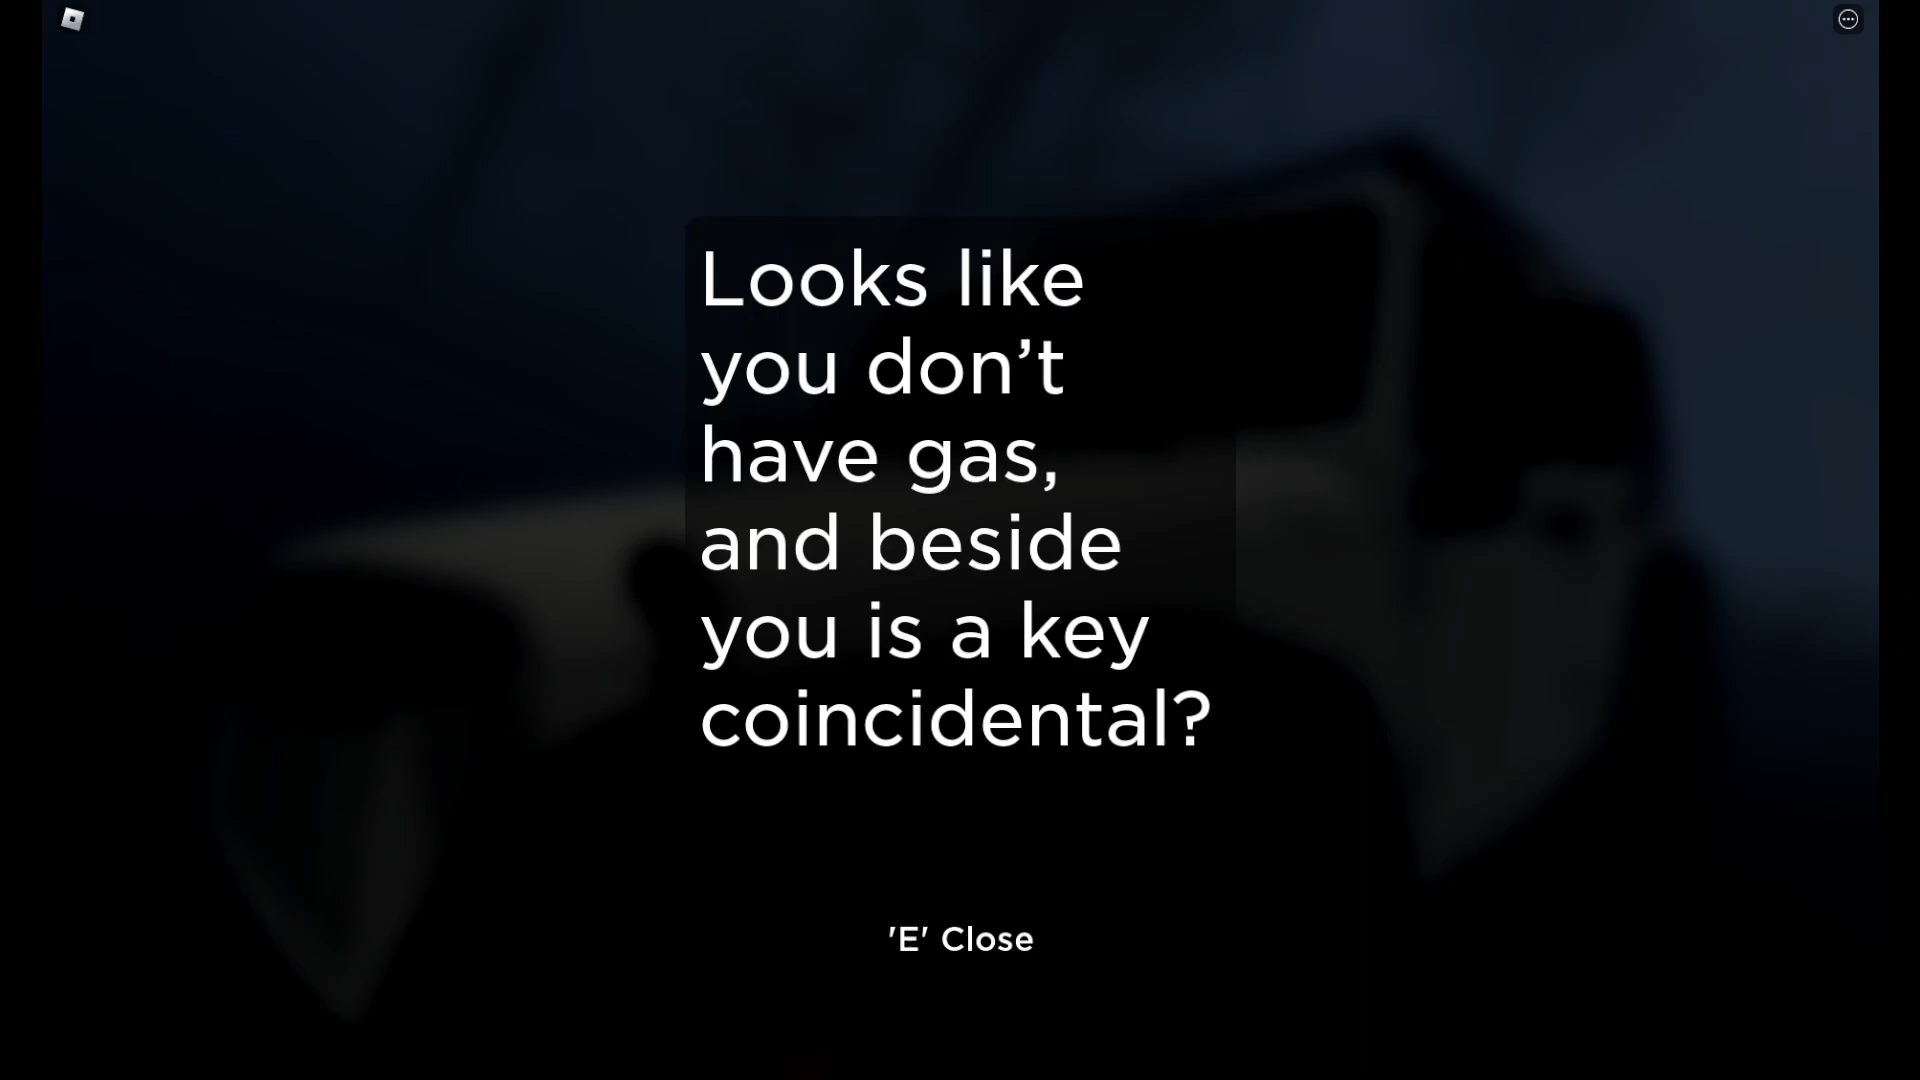 Looks like
you don’t
have gas,
and beside
you is a key
coincidental?
'E' Close